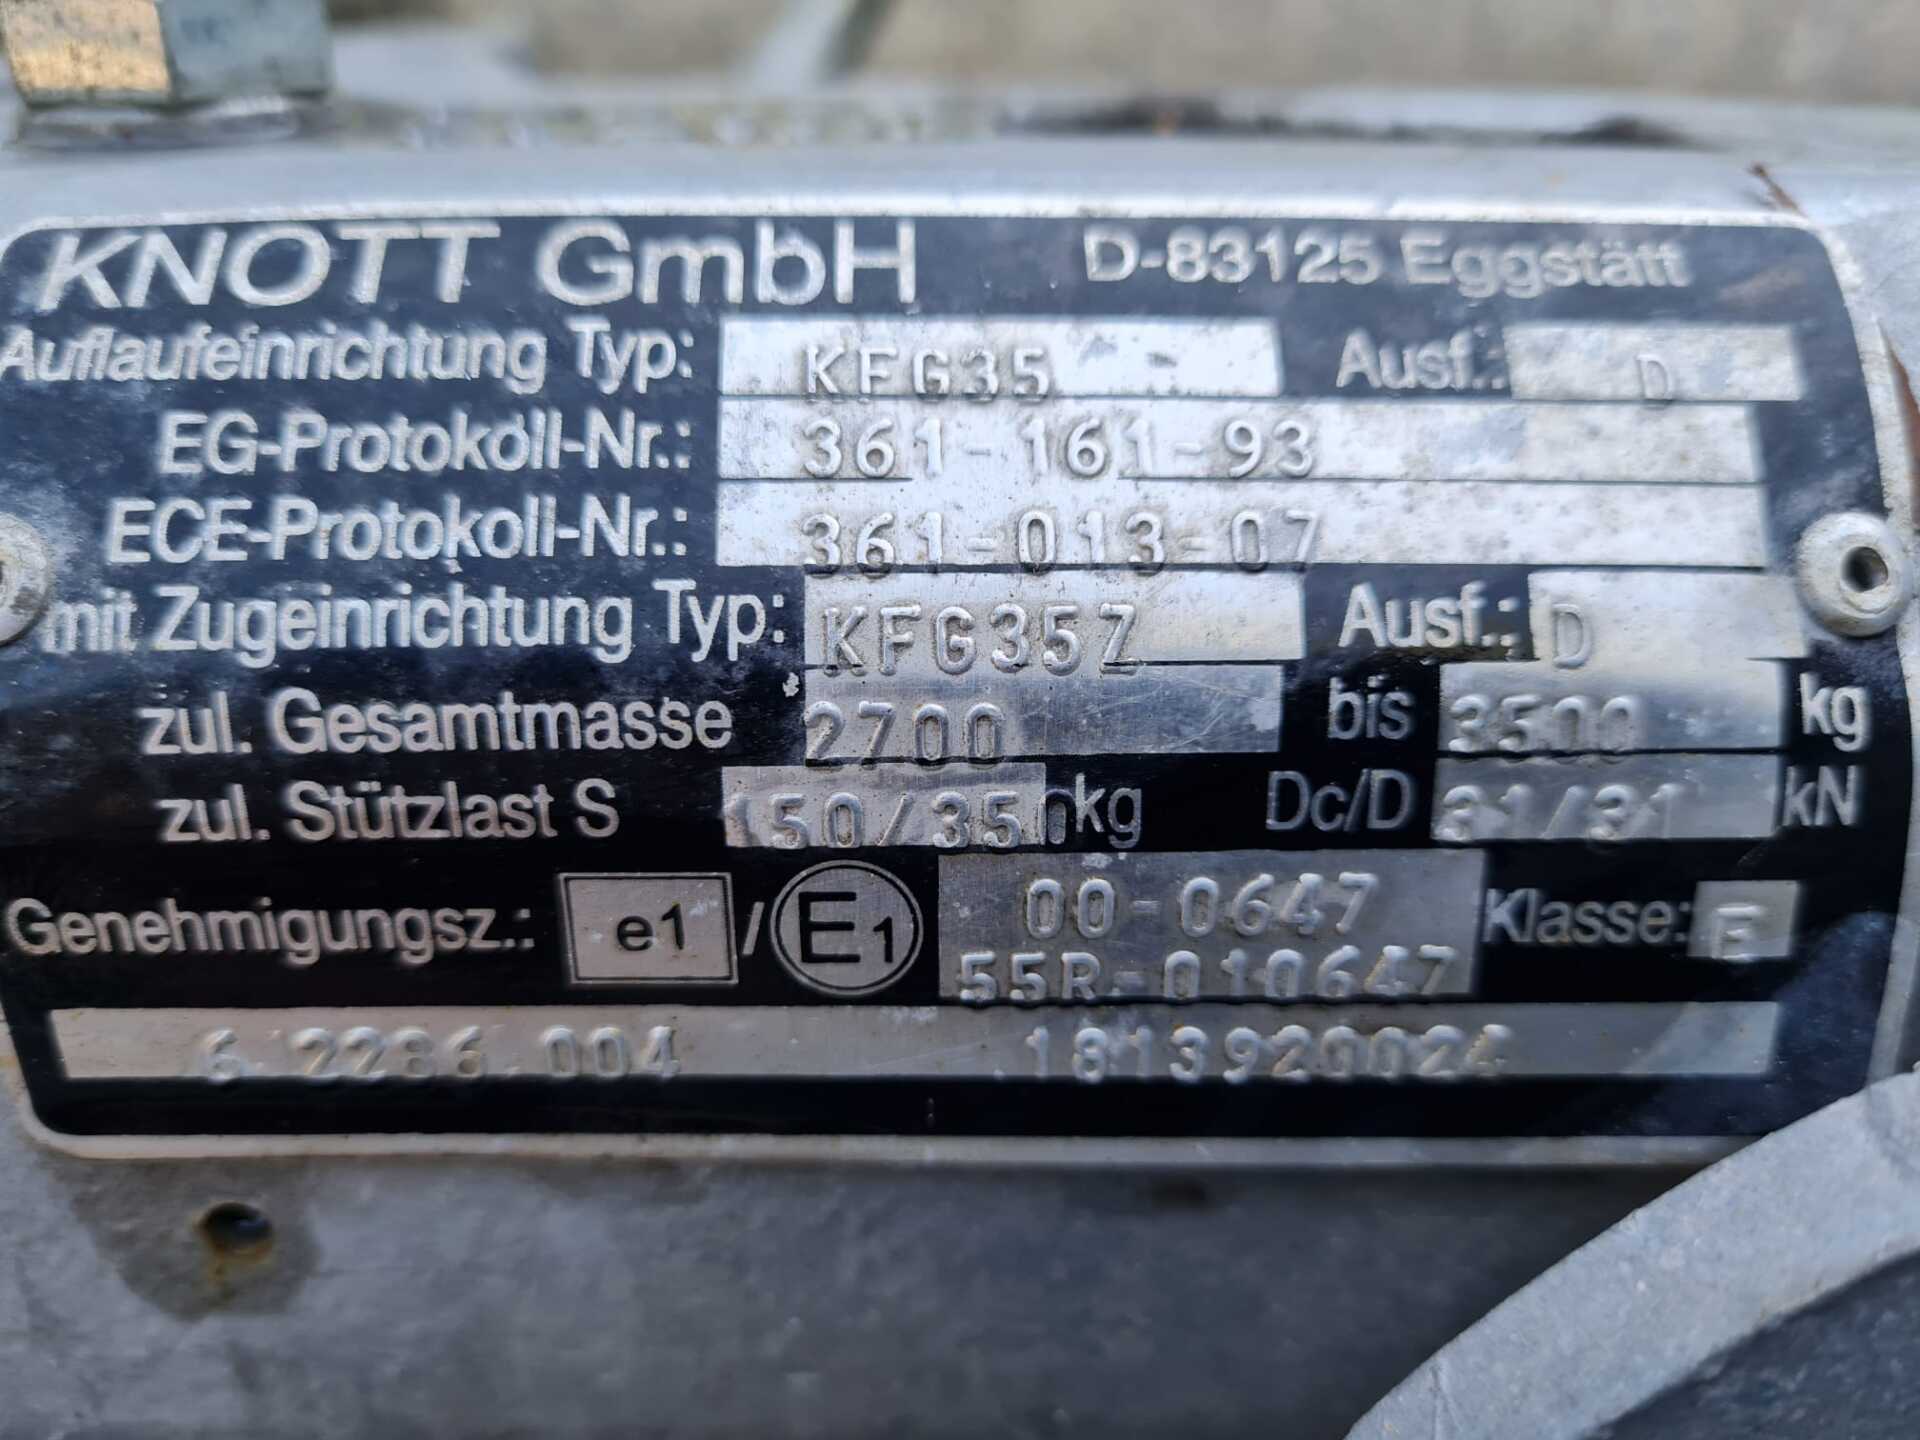 KNOTT GmbH D-83125 Eggstätt
Auflaufeinrichtung Typ: KFG35 Ausf.: D
EG-Protokoll-Nr.: 361-161-93
ECE-Protokoll-Nr.: 361-013-07
mit Zugeinrichtung Typ: KFG35Z Ausf.: D
zul. Gesamtmasse 2700 bis 3500 kg
zul. Stützlast S 150/350 kg Dc/D 31/31 kN
Genehmigungsz.: e1 / E1 00-0647 Klasse: E
55R-010647
6.2286.004 1813920024